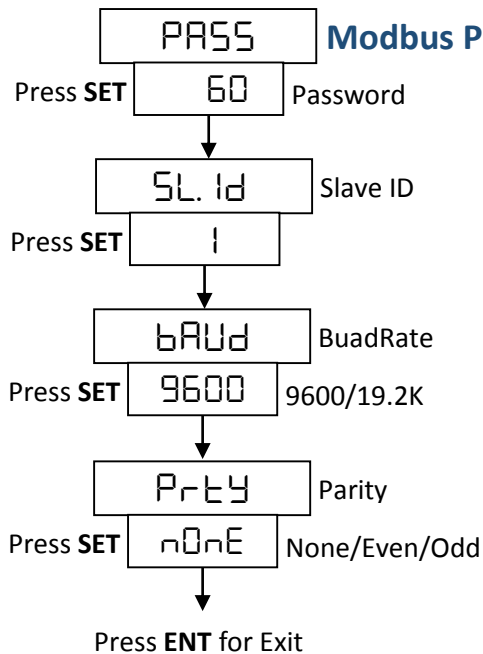 PASS Modbus P
Press SET 60 Password
SL.Id Slave ID
Press SET 1
bAUd BuadRate
Press SET 9600 9600/19.2K
PrtY Parity
Press SET n0nE None/Even/Odd
Press ENT for Exit